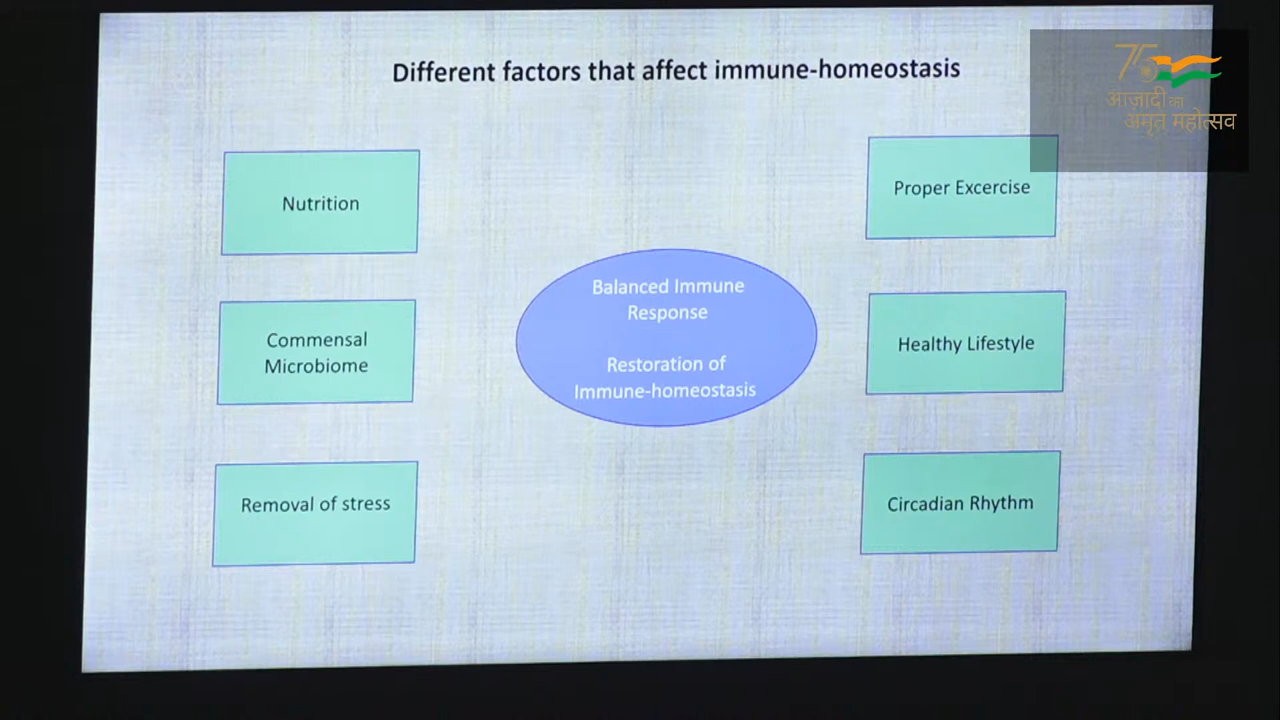 Different factors that affect immune-homeostasis
75
आज़ादी का
अमृत महोत्सव
Nutrition
Proper Excercise
Balanced Immune
Response
Commensal
Microbiome
Healthy Lifestyle
Restoration of
Immune-homeostasis
Removal of stress
Circadian Rhythm